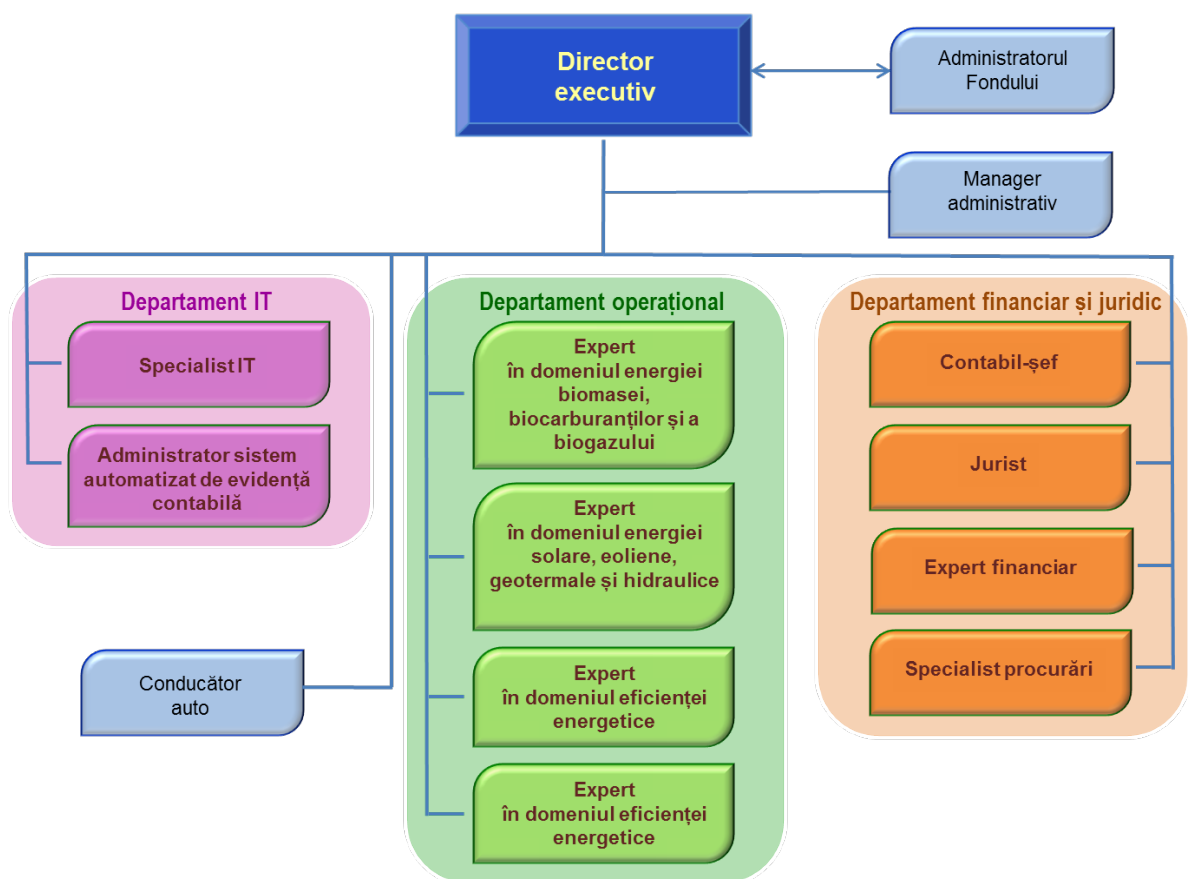 Director
executiv
Administratorul
Fondului
Manager
administrativ
Departament IT
Specialist IT
Administrator sistem
automatizat de evidență
contabilă
Conducător
auto
Departament operațional
Expert
în domeniul energiei
biomasei,
biocarburanților și a
biogazului
Expert
în domeniul energiei
solare, eoliene,
geotermale și hidraulice
Expert
în domeniul eficienței
energetice
Expert
în domeniul eficienței
energetice
Departament financiar și juridic
Contabil-șef
Jurist
Expert financiar
Specialist procurări